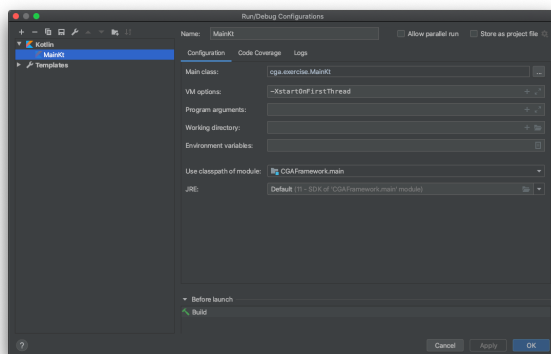 Run/Debug Configurations
Kotlin
MainKt
Templates
Name: MainKt
Allow parallel run
Store as project file
Configuration
Code Coverage
Logs
Main class: cga.exercise.MainKt
...
VM options: -XstartOnFirstThread
Program arguments:
Working directory:
Environment variables:
Use classpath of module: CGAFramework.main
JRE: Default (11 - SDK of 'CGAFramework.main' module)
Before launch
Build
?
Cancel
Apply
OK